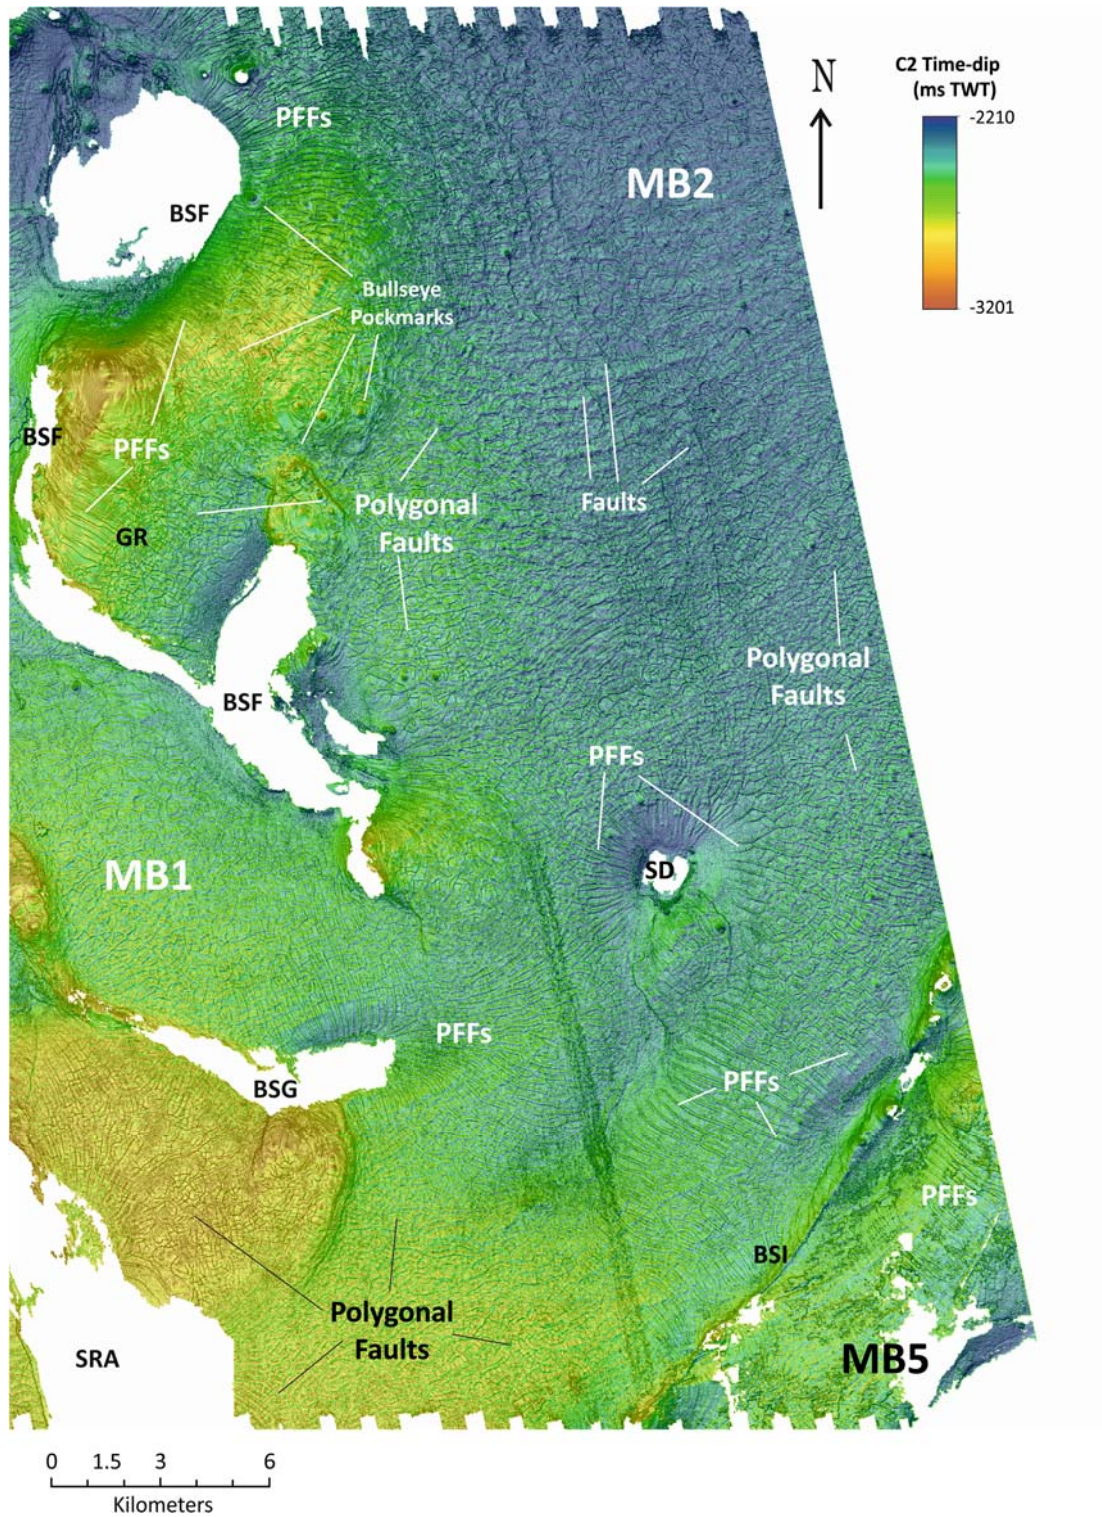 N
C2 Time-dip
(ms TWT)
-2210
-3201
PFFs
MB2
BSF
Bullseye
Pockmarks
BSF
PFFs
Polygonal
Faults
Faults
GR
Polygonal
Faults
BSF
PFFs
MB1
SD
PFFs
BSG
PFFs
PFFs
BSI
Polygonal
Faults
SRA
MB5
0 1.5 3 6
Kilometers